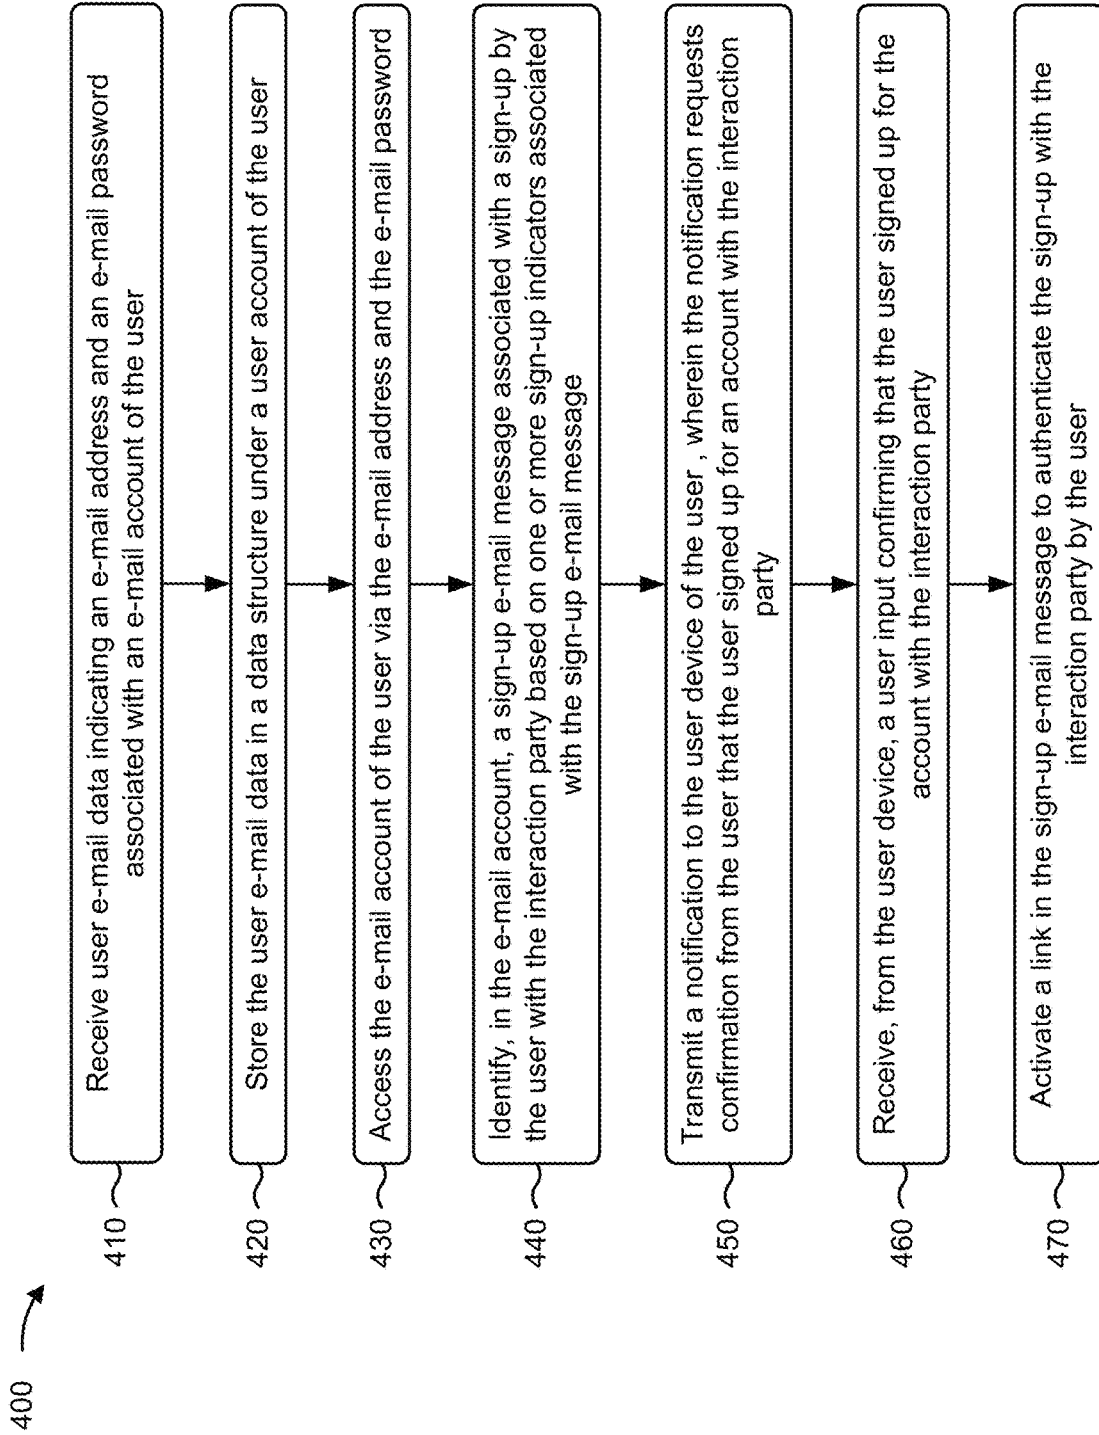 400
410
Receive user e-mail data indicating an e-mail address and an e-mail password
associated with an e-mail account of the user
420
Store the user e-mail data in a data structure under a user account of the user
430
Access the e-mail account of the user via the e-mail address and the e-mail password
440
Identify, in the e-mail account, a sign-up e-mail message associated with a sign-up by
the user with the interaction party based on one or more sign-up indicators associated
with the sign-up e-mail message
450
Transmit a notification to the user device of the user , wherein the notification requests
confirmation from the user that the user signed up for an account with the interaction
party
460
Receive, from the user device, a user input confirming that the user signed up for the
account with the interaction party
470
Activate a link in the sign-up e-mail message to authenticate the sign-up with the
interaction party by the user